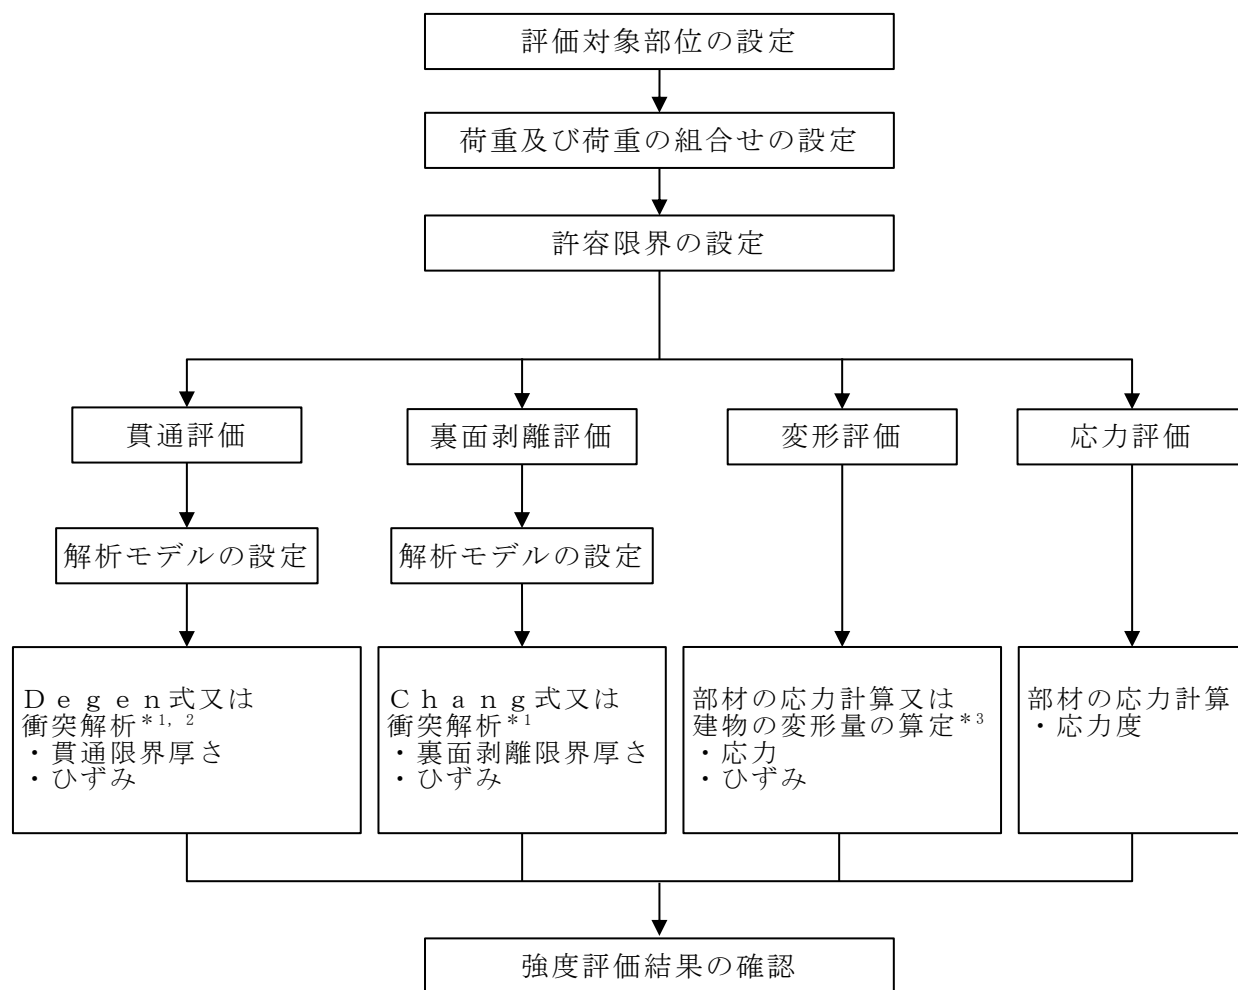 評価対象部位の設定
荷重及び荷重の組合せの設定
許容限界の設定
貫通評価
裏面剥離評価
変形評価
応力評価
解析モデルの設定
解析モデルの設定
Ｄｅｇｅｎ式又は
衝突解析*1, 2
・貫通限界厚さ
・ひずみ
Ｃｈａｎｇ式又は
衝突解析*1
・裏面剥離限界厚さ
・ひずみ
部材の応力計算又は
建物の変形量の算定*3
・応力
・ひずみ
部材の応力計算
・応力度
強度評価結果の確認